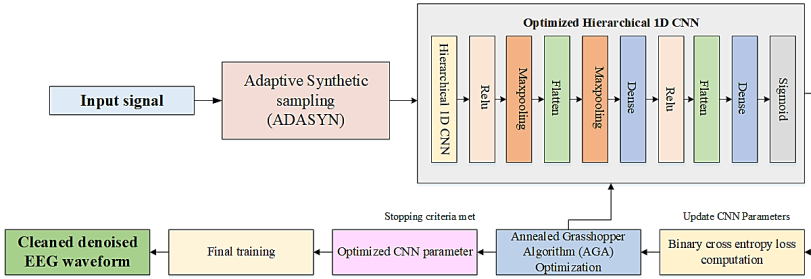 Optimized Hierarchical 1D CNN
Input signal
Adaptive Synthetic
sampling
(ADASYN)
Hierarchical 1D CNN
Relu
Maxpooling
Flatten
Maxpooling
Dense
Relu
Flatten
Dense
Sigmoid
Stopping criteria met
Update CNN Parameters
Cleaned denoised
EEG waveform
Final training
Optimized CNN parameter
Annealed Grasshopper
Algorithm (AGA)
Optimization
Binary cross entropy loss
computation